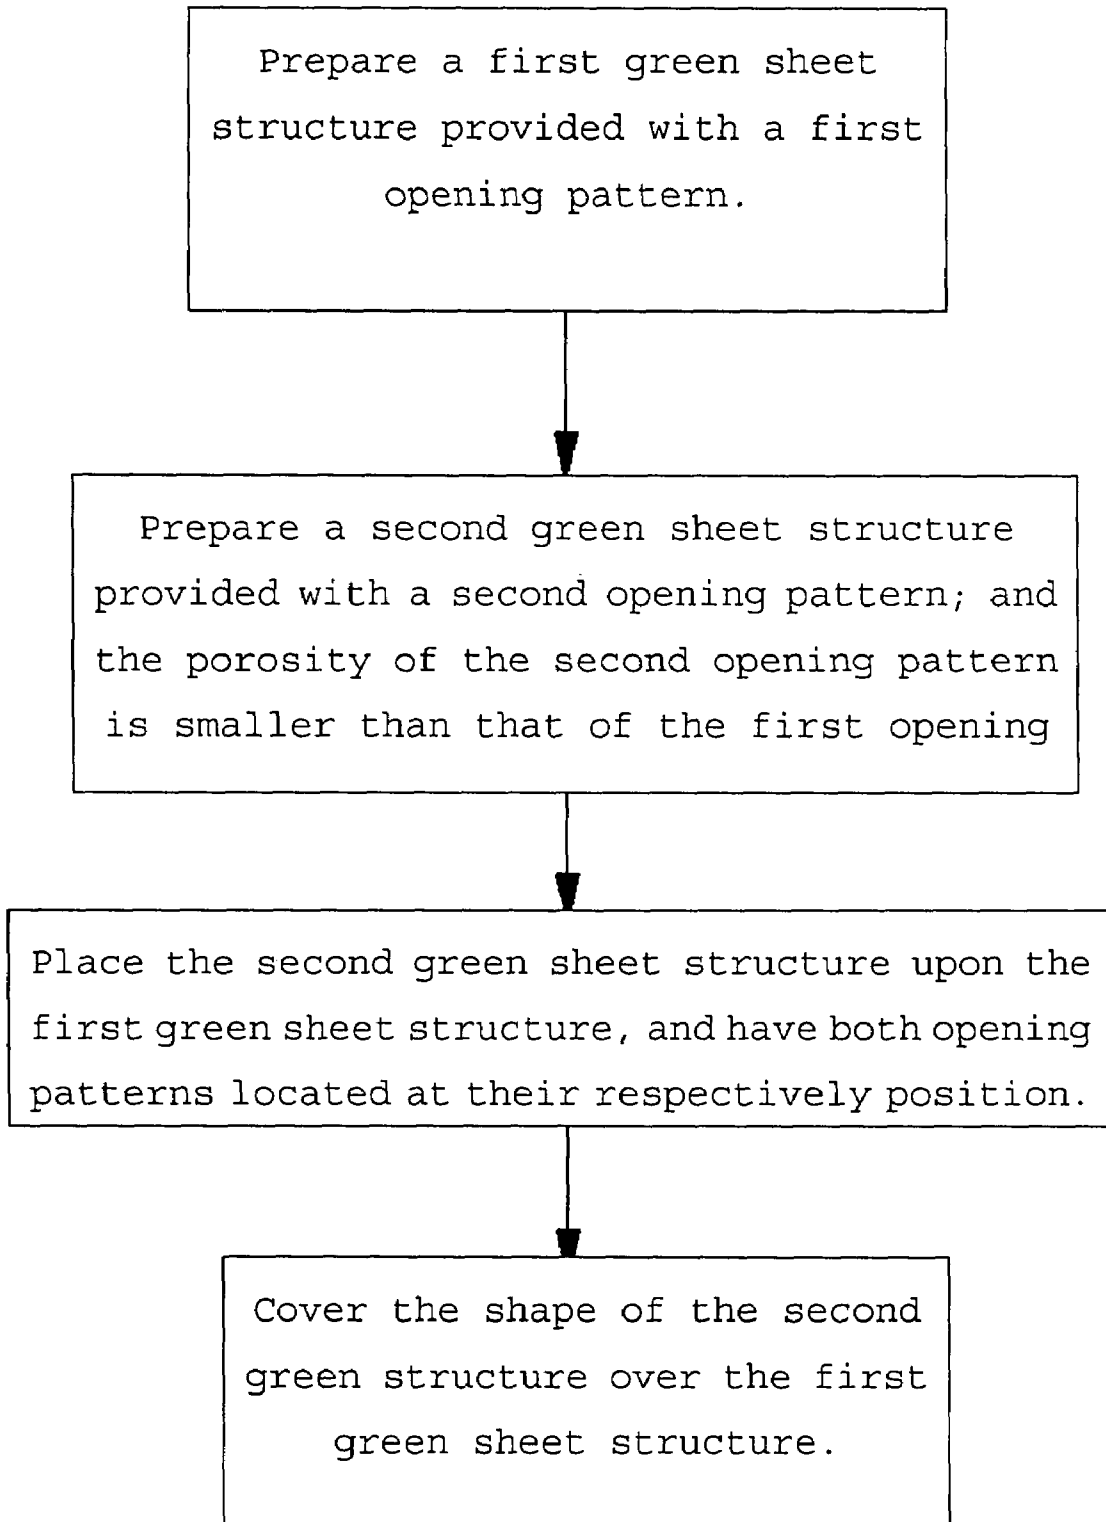 Prepare a first green sheet
structure provided with a first
opening pattern.
Prepare a second green sheet structure
provided with a second opening pattern; and
the porosity of the second opening pattern
is smaller than that of the first opening
Place the second green sheet structure upon the
first green sheet structure, and have both opening
patterns located at their respectively position.
Cover the shape of the second
green structure over the first
green sheet structure.